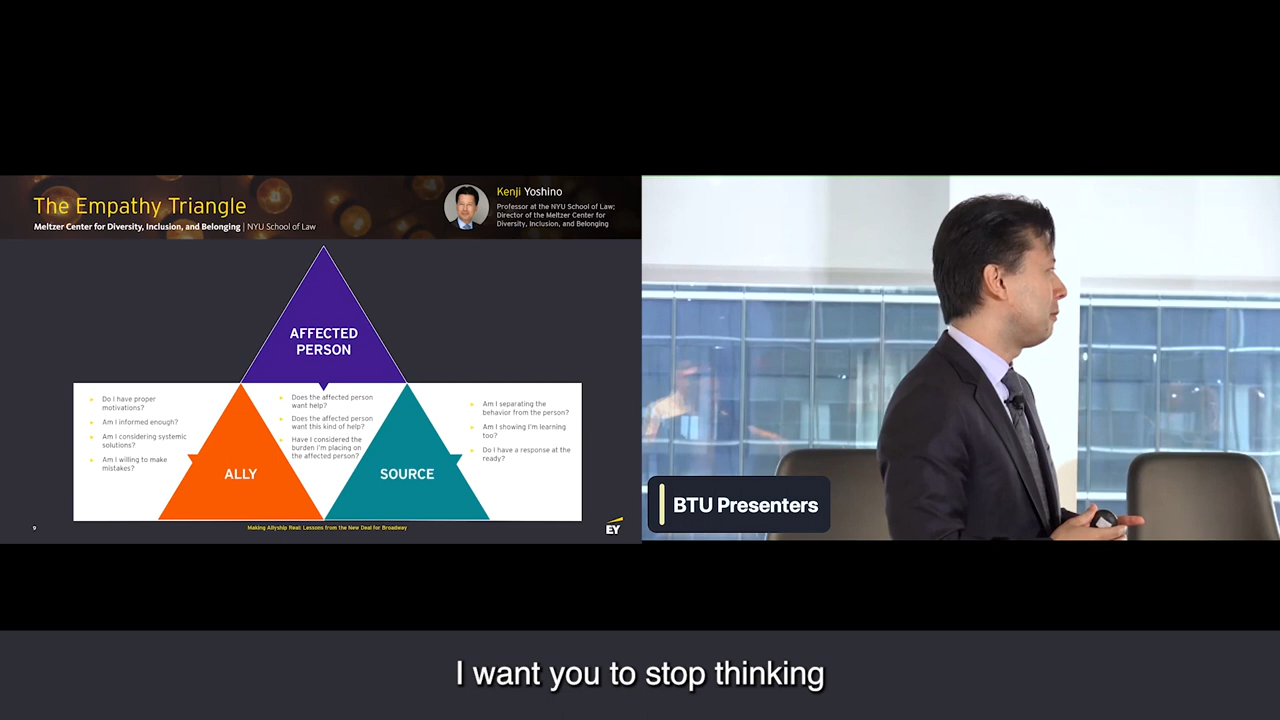 The Empathy Triangle
Meltzer Center for Diversity, Inclusion, and Belonging | NYU School of Law
Kenji Yoshino
Professor at the NYU School of Law;
Director of the Meltzer Center for
Diversity, Inclusion, and Belonging
AFFECTED
PERSON
Do I have proper
motivations?
Am I informed enough?
Am I considering systemic
solutions?
Am I willing to make
mistakes?
ALLY
Does the affected person
want help?
Does the affected person
want this kind of help?
Have I considered the
burden I'm placing on
the affected person?
SOURCE
Am I separating the
behavior from the person?
Am I showing I'm learning
too?
Do I have a response at the
ready?
9
Making Allyship Real: Lessons from the New Deal for Broadway
EY
BTU Presenters
I want you to stop thinking